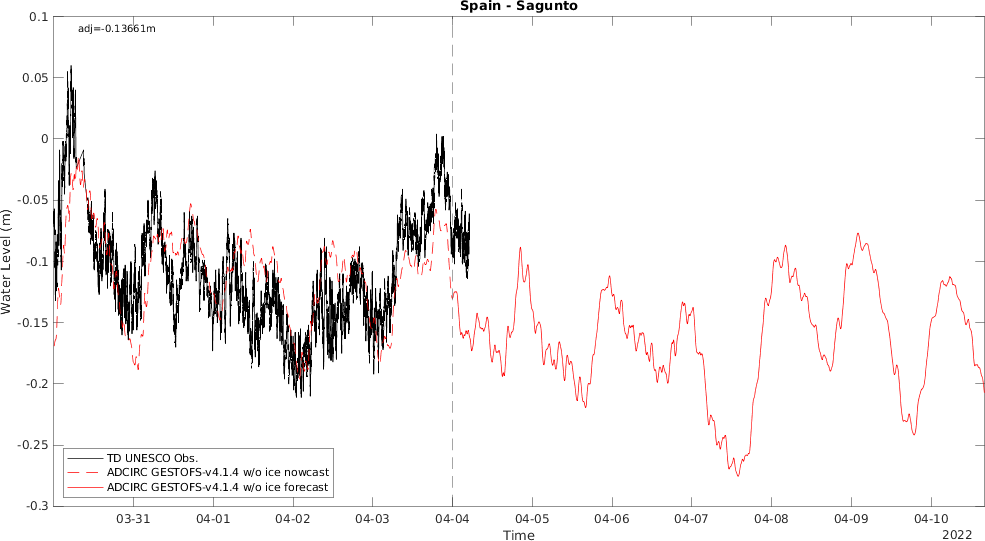 Spain - Sagunto
adj=-0.13661m
0.1
0.05
0
-0.05
-0.1
-0.15
-0.2
-0.25
-0.3
Water Level (m)
TD UNESCO Obs.
ADCIRC GESTOFS-v4.1.4 w/o ice nowcast
ADCIRC GESTOFS-v4.1.4 w/o ice forecast
03-31 04-01 04-02 04-03 04-04 04-05 04-06 04-07 04-08 04-09 04-10
Time
2022